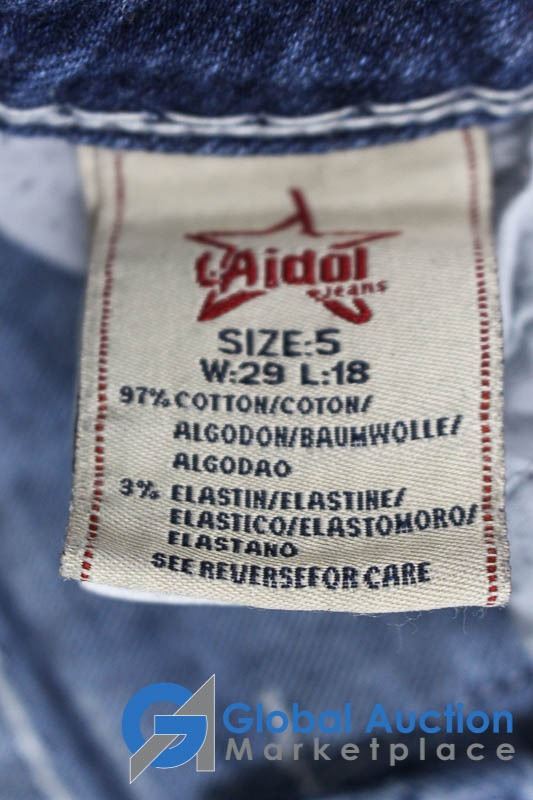 L'Aidol
Jeans
SIZE:5
W:29 L:18
97% COTTON/COTON/
ALGODON/BAUMWOLLE/
ALGODAO
3% ELASTIN/ELASTINE/
ELASTICO/ELASTOMORO/
ELASTANO
SEE REVERSEFOR CARE
Global Auction
Marketplace